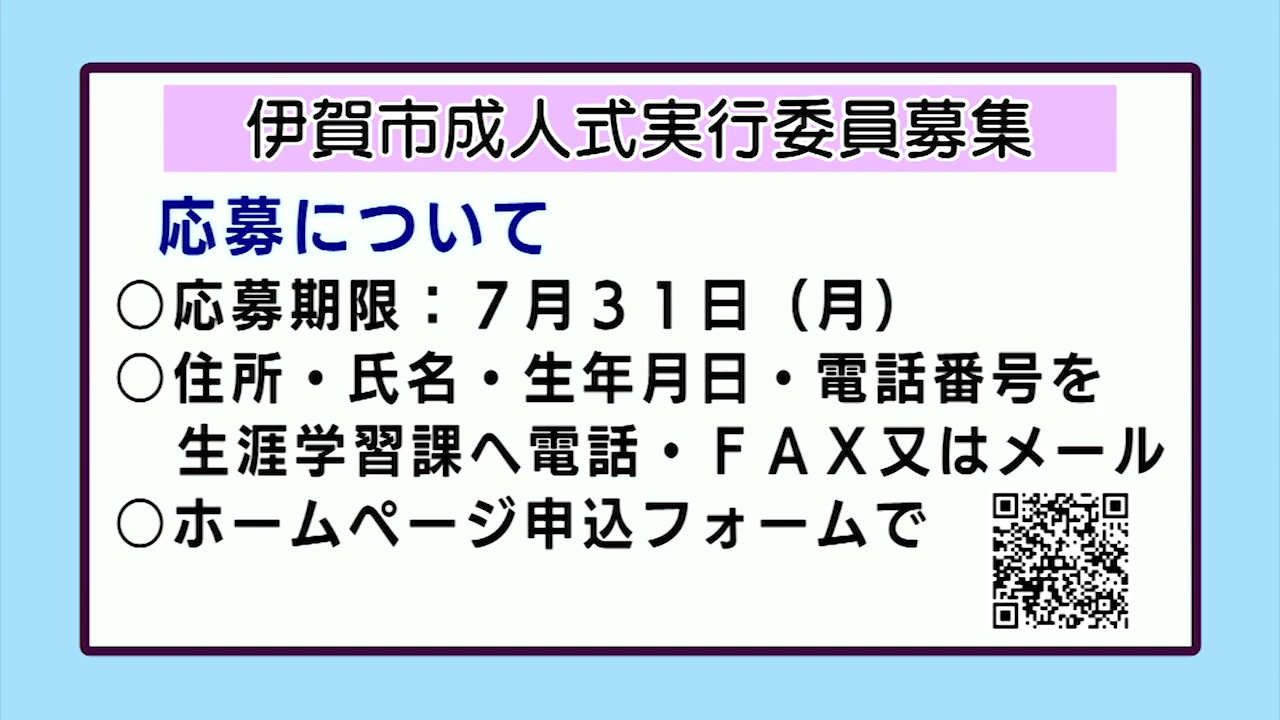 伊賀市成人式実行委員募集
応募について
○応募期限：７月３１日（月）
○住所・氏名・生年月日・電話番号を
生涯学習課へ電話・ＦＡＸ又はメール
○ホームページ申込フォームで